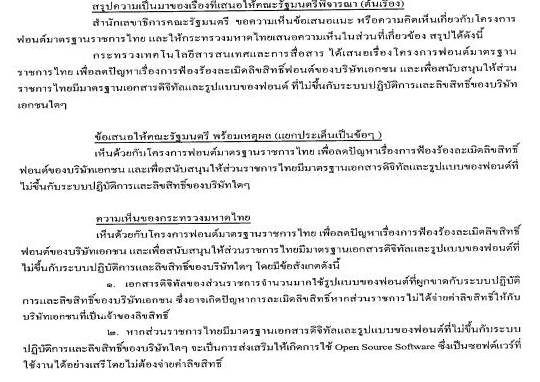 สรุปความเป็นมาของเรื่องที่เสนอให้คณะรัฐมนตรีพิจารณา (ต้นเรื่อง)
สำนักเลขาธิการคณะรัฐมนตรี ขอความเห็นข้อเสนอแนะ หรือความคิดเห็นเกี่ยวกับโครงการ
ฟอนต์มาตรฐานราชการไทย และให้กระทรวงมหาดไทยเสนอความเห็นในส่วนที่เกี่ยวข้อง สรุปได้ดังนี้
กระทรวงเทคโนโลยีสารสนเทศและการสื่อสาร ได้เสนอเรื่องโครงการฟอนต์มาตรฐาน
ราชการไทย เพื่อลดปัญหาเรื่องการฟ้องร้องละเมิดลิขสิทธิ์ฟอนต์ของบริษัทเอกชน และเพื่อสนับสนุนให้ส่วน
ราชการไทยมีมาตรฐานเอกสารดิจิทัลและรูปแบบของฟอนต์ ที่ไม่ขึ้นกับระบบปฏิบัติการและลิขสิทธิ์ของบริษัท
เอกชนใดๆ
ข้อเสนอให้คณะรัฐมนตรี พร้อมเหตุผล (แยกประเด็นเป็นข้อๆ )
เห็นด้วยกับโครงการฟอนต์มาตรฐานราชการไทย เพื่อลดปัญหาเรื่องการฟ้องร้องละเมิดลิขสิทธิ์
ฟอนต์ของบริษัทเอกชน และเพื่อสนับสนุนให้ส่วนราชการไทยมีมาตรฐานเอกสารดิจิทัลและรูปแบบของฟอนต์ที่
ไม่ขึ้นกับระบบปฏิบัติการและลิขสิทธิ์ของบริษัทใดๆ
ความเห็นของกระทรวงมหาดไทย
เห็นด้วยกับโครงการฟอนต์มาตรฐานราชการไทย เพื่อลดปัญหาเรื่องการฟ้องร้องละเมิดลิขสิทธิ์
ฟอนต์ของบริษัทเอกชน และเพื่อสนับสนุนให้ส่วนราชการไทยมีมาตรฐานเอกสารดิจิทัลและรูปแบบของฟอนต์ที่
ไม่ขึ้นกับระบบปฏิบัติการและลิขสิทธิ์ของบริษัทใดๆ โดยมีข้อสังเกตดังนี้
๑. เอกสารดิจิทัลของส่วนราชการจำนวนมากใช้รูปแบบของฟอนต์ที่ผูกขาดกับระบบปฏิบัติ
การและลิขสิทธิ์ของบริษัทเอกชน ซึ่งอาจเกิดปัญหาการละเมิดลิขสิทธิ์หากส่วนราชการไม่ได้จ่ายค่าลิขสิทธิ์ให้กับ
บริษัทเอกชนที่เป็นเจ้าของลิขสิทธิ์
๒. หากส่วนราชการไทยมีมาตรฐานเอกสารดิจิทัลและรูปแบบของฟอนต์ที่ไม่ขึ้นกับระบบ
ปฏิบัติการและลิขสิทธิ์ของบริษัทใดๆ จะเป็นการส่งเสริมให้เกิดการใช้ Open Source Software ซึ่งเป็นซอฟต์แวร์ที่
ใช้งานได้อย่างเสรีโดยไม่ต้องจ่ายค่าลิขสิทธิ์